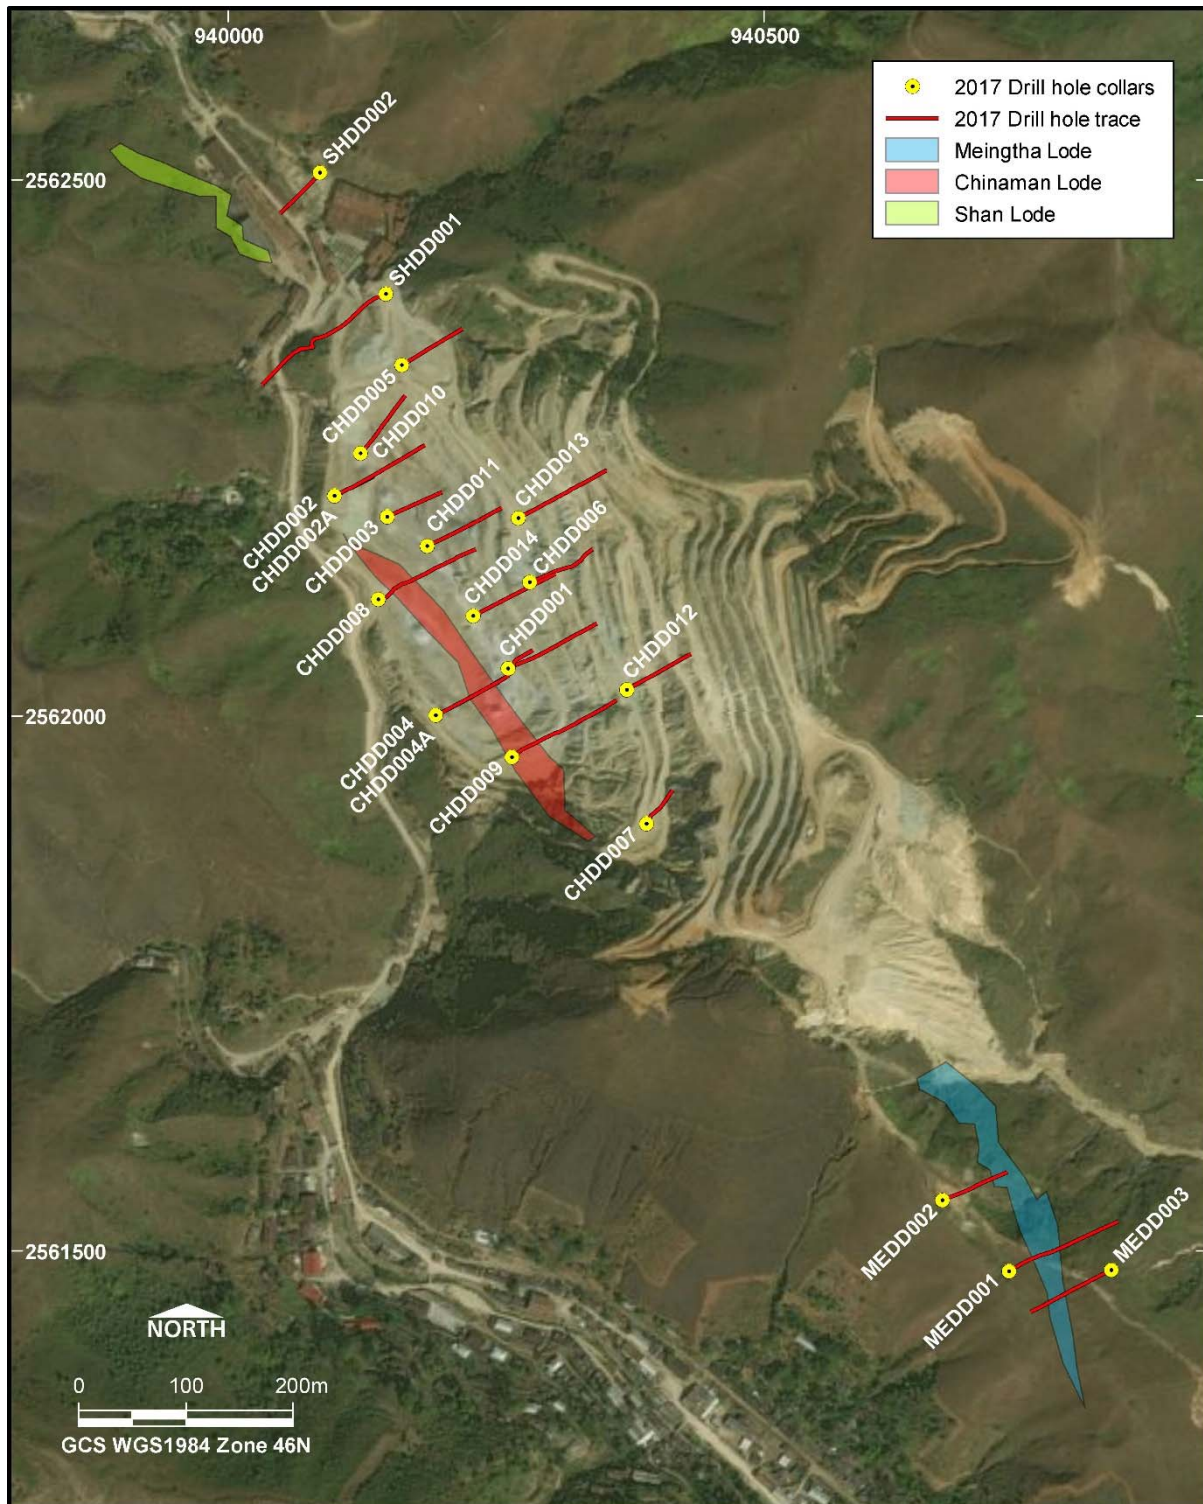 940000
940500
2017 Drill hole collars
2017 Drill hole trace
Meingtha Lode
Chinaman Lode
Shan Lode
SHDD002
2562500
SHDD001
CHDD005
CHDD010
CHDD013
CHDD011
CHDD002
CHDD002A
CHDD003
CHDD014
CHDD006
CHDD008
CHDD001
CHDD012
2562000
CHDD004
CHDD004A
CHDD009
CHDD007
MEDD002
MEDD003
2561500
MEDD001
NORTH
0 100 200m
GCS WGS1984 Zone 46N